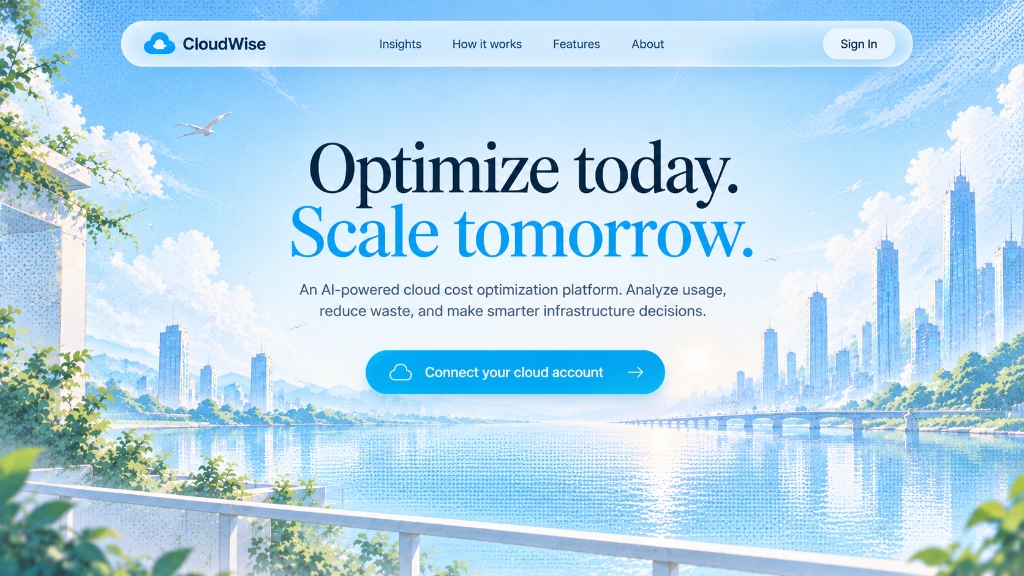 CloudWise
Insights
How it works
Features
About
Sign In
Optimize today.
Scale tomorrow.
An AI-powered cloud cost optimization platform. Analyze usage,
reduce waste, and make smarter infrastructure decisions.
Connect your cloud account